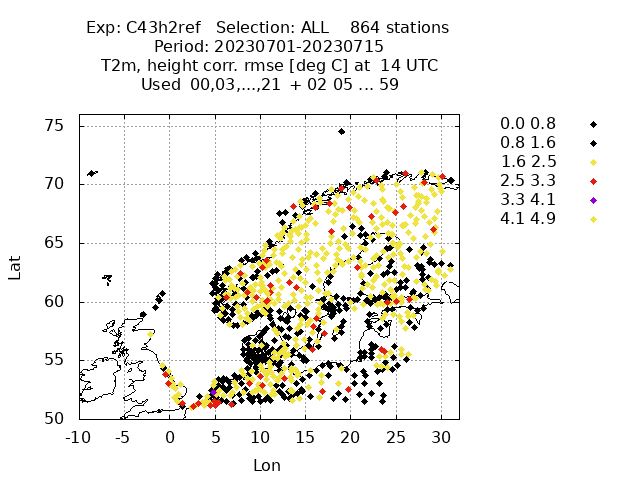 Exp: C43h2ref   Selection: ALL    864 stations
Period: 20230701-20230715
T2m, height corr. rmse [deg C] at  14 UTC
Used  00,03,...,21  + 02 05 ... 59
0.0 0.8
0.8 1.6
1.6 2.5
2.5 3.3
3.3 4.1
4.1 4.9
75
70
65
60
55
50
Lat
-10 -5 0 5 10 15 20 25 30
Lon